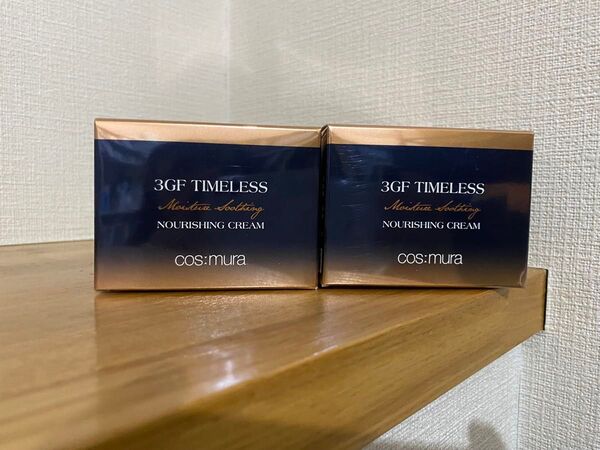 3GF TIMELESS
Moisture Soothing
NOURISHING CREAM
cos:mura
3GF TIMELESS
Moisture Soothing
NOURISHING CREAM
cos:mura